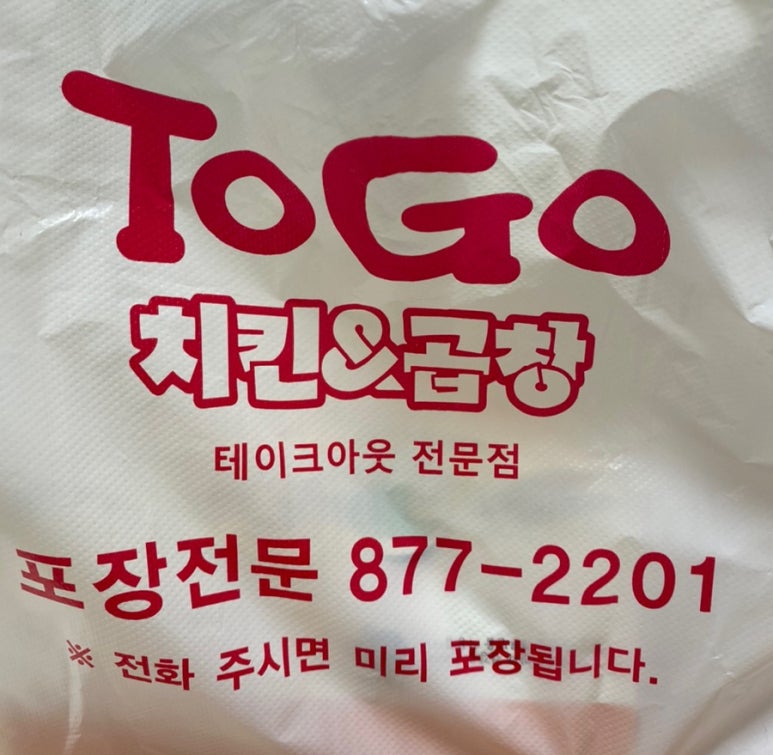 ToGo
치킨&곱창
테이크아웃 전문점
포장전문 877-2201
※ 전화 주시면 미리 포장됩니다.